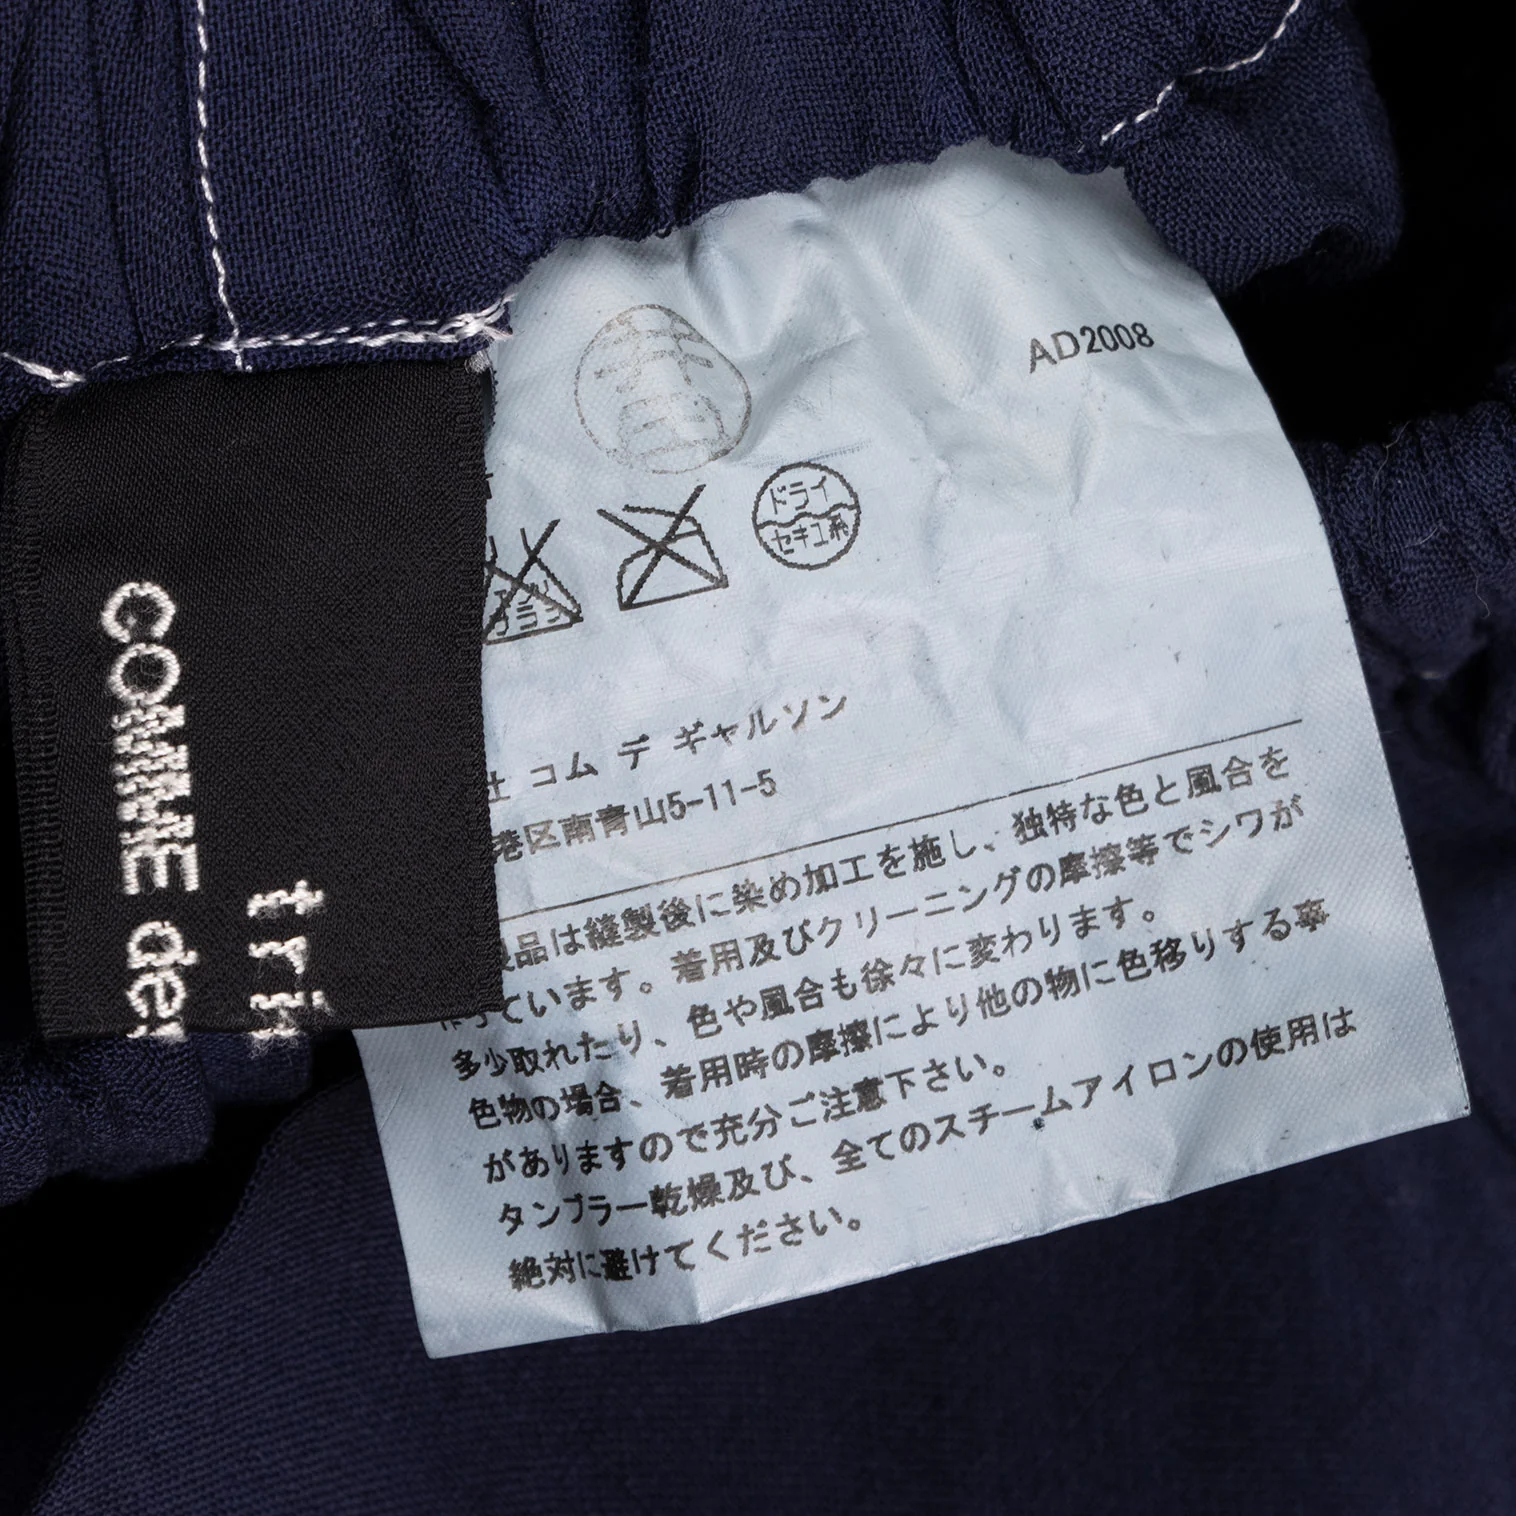 COMME de
tri
AD2008
ドライ
セキユ系
コム デ ギャルソン
港区南青山5-11-5
品は縫製後に染め加工を施し、独特な色と風合を
ています。着用及びクリーニングの摩擦等でシワが
多少取れたり、色や風合も徐々に変わります。
色物の場合、着用時の摩擦により他の物に色移りする事
がありますので充分ご注意下さい。
タンブラー乾燥及び、全てのスチームアイロンの使用は
絶対に避けてください。